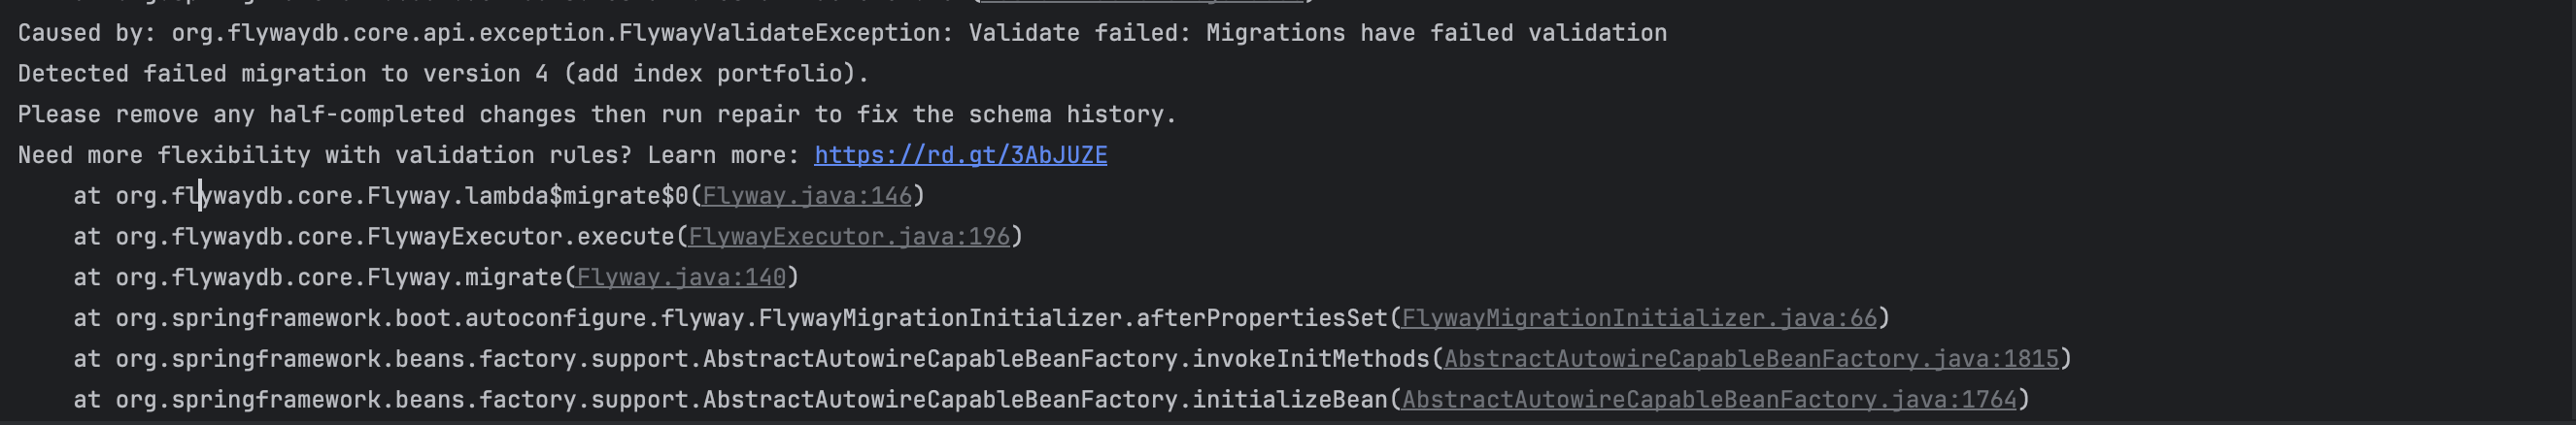 Caused by: org.flywaydb.core.api.exception.FlywayValidateException: Validate failed: Migrations have failed validation
Detected failed migration to version 4 (add index portfolio).
Please remove any half-completed changes then run repair to fix the schema history.
Need more flexibility with validation rules? Learn more: https://rd.gt/3AbJUZE
at org.flywaydb.core.Flyway.lambda$migrate$0(Flyway.java:146)
at org.flywaydb.core.FlywayExecutor.execute(FlywayExecutor.java:196)
at org.flywaydb.core.Flyway.migrate(Flyway.java:140)
at org.springframework.boot.autoconfigure.flyway.FlywayMigrationInitializer.afterPropertiesSet(FlywayMigrationInitializer.java:66)
at org.springframework.beans.factory.support.AbstractAutowireCapableBeanFactory.invokeInitMethods(AbstractAutowireCapableBeanFactory.java:1815)
at org.springframework.beans.factory.support.AbstractAutowireCapableBeanFactory.initializeBean(AbstractAutowireCapableBeanFactory.java:1764)